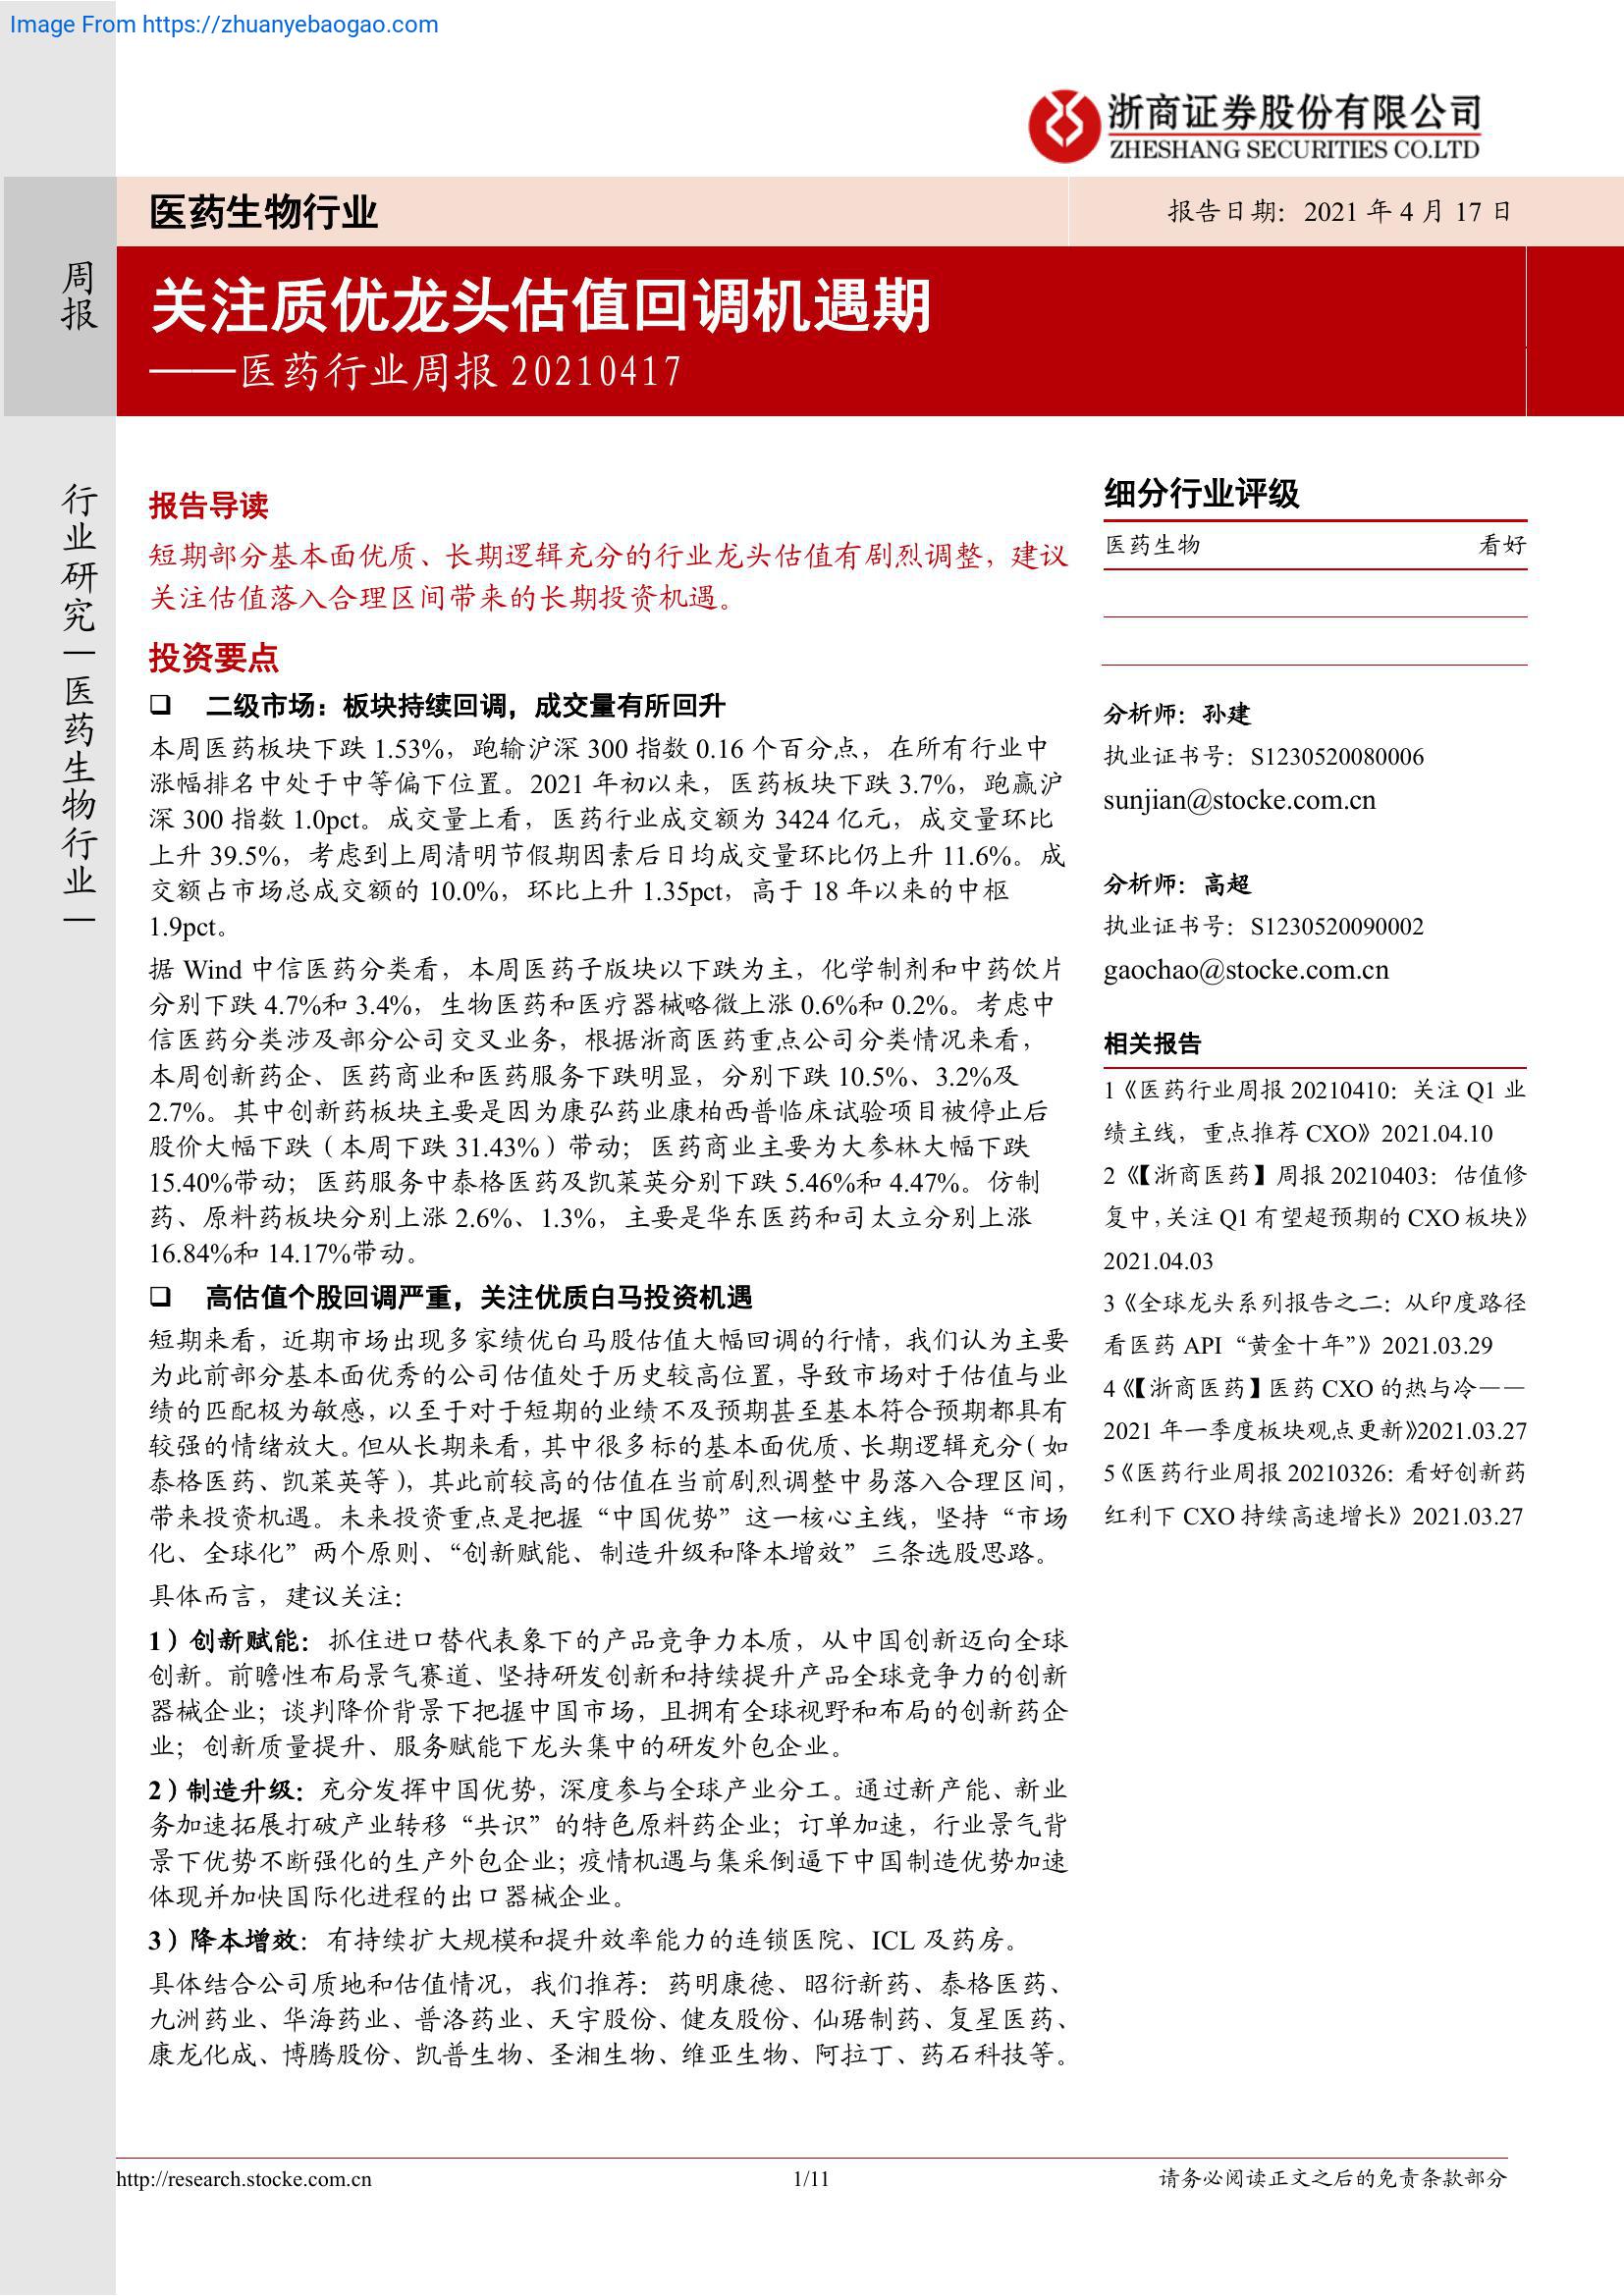 Image From https://zhuanyebaogao.com
浙商证券股份有限公司
ZHESHANG SECURITIES CO.LTD
医药生物行业
报告日期：2021 年 4 月 17 日
周报
关注质优龙头估值回调机遇期
——医药行业周报 20210417
行业研究|医药生物行业|
报告导读
短期部分基本面优质、长期逻辑充分的行业龙头估值有剧烈调整，建议
关注估值落入合理区间带来的长期投资机遇。
投资要点
❑ 二级市场：板块持续回调，成交量有所回升
本周医药板块下跌 1.53%，跑输沪深 300 指数 0.16 个百分点，在所有行业中
涨幅排名中处于中等偏下位置。2021 年初以来，医药板块下跌 3.7%，跑赢沪
深 300 指数 1.0pct。成交量上看，医药行业成交额为 3424 亿元，成交量环比
上升 39.5%，考虑到上周清明节假期因素后日均成交量环比仍上升 11.6%。成
交额占市场总成交额的 10.0%，环比上升 1.35pct，高于 18 年以来的中枢
1.9pct。
据 Wind 中信医药分类看，本周医药子版块以下跌为主，化学制剂和中药饮片
分别下跌 4.7%和 3.4%，生物医药和医疗器械略微上涨 0.6%和 0.2%。考虑中
信医药分类涉及部分公司交叉业务，根据浙商医药重点公司分类情况来看，
本周创新药企、医药商业和医药服务下跌明显，分别下跌 10.5%、3.2%及
2.7%。其中创新药板块主要是因为康弘药业康柏西普临床试验项目被停止后
股价大幅下跌（本周下跌 31.43%）带动；医药商业主要为大参林大幅下跌
15.40%带动；医药服务中泰格医药及凯莱英分别下跌 5.46%和 4.47%。仿制
药、原料药板块分别上涨 2.6%、1.3%，主要是华东医药和司太立分别上涨
16.84%和 14.17%带动。
❑ 高估值个股回调严重，关注优质白马投资机遇
短期来看，近期市场出现多家绩优白马股估值大幅回调的行情，我们认为主要
为此前部分基本面优秀的公司估值处于历史较高位置，导致市场对于估值与业
绩的匹配极为敏感，以至于对于短期的业绩不及预期甚至基本符合预期都具有
较强的情绪放大。但从长期来看，其中很多标的基本面优质、长期逻辑充分（如
泰格医药、凯莱英等），其此前较高的估值在当前剧烈调整中易落入合理区间，
带来投资机遇。未来投资重点是把握“中国优势”这一核心主线，坚持“市场
化、全球化”两个原则、“创新赋能、制造升级和降本增效”三条选股思路。
具体而言，建议关注：
1）创新赋能：抓住进口替代表象下的产品竞争力本质，从中国创新迈向全球
创新。前瞻性布局景气赛道、坚持研发创新和持续提升产品全球竞争力的创新
器械企业；谈判降价背景下把握中国市场，且拥有全球视野和布局的创新药企
业；创新质量提升、服务赋能下龙头集中的研发外包企业。
2）制造升级：充分发挥中国优势，深度参与全球产业分工。通过新产能、新业
务加速拓展打破产业转移“共识”的特色原料药企业；订单加速，行业景气背
景下优势不断强化的生产外包企业；疫情机遇与集采倒逼下中国制造优势加速
体现并加快国际化进程的出口器械企业。
3）降本增效：有持续扩大规模和提升效率能力的连锁医院、ICL 及药房。
具体结合公司质地和估值情况，我们推荐：药明康德、昭衍新药、泰格医药、
九洲药业、华海药业、普洛药业、天宇股份、健友股份、仙琚制药、复星医药、
康龙化成、博腾股份、凯普生物、圣湘生物、维亚生物、阿拉丁、药石科技等。
细分行业评级
医药生物 看好
分析师：孙建
执业证书号：S1230520080006
sunjian@stocke.com.cn
分析师：高超
执业证书号：S1230520090002
gaochao@stocke.com.cn
相关报告
1《医药行业周报 20210410：关注 Q1 业
绩主线，重点推荐 CXO》2021.04.10
2《【浙商医药】周报 20210403：估值修
复中，关注 Q1 有望超预期的 CXO 板块》
2021.04.03
3《全球龙头系列报告之二：从印度路径
看医药 API“黄金十年”》2021.03.29
4《【浙商医药】医药 CXO 的热与冷——
2021 年一季度板块观点更新》2021.03.27
5《医药行业周报 20210326：看好创新药
红利下 CXO 持续高速增长》2021.03.27
http://research.stocke.com.cn
1/11
请务必阅读正文之后的免责条款部分